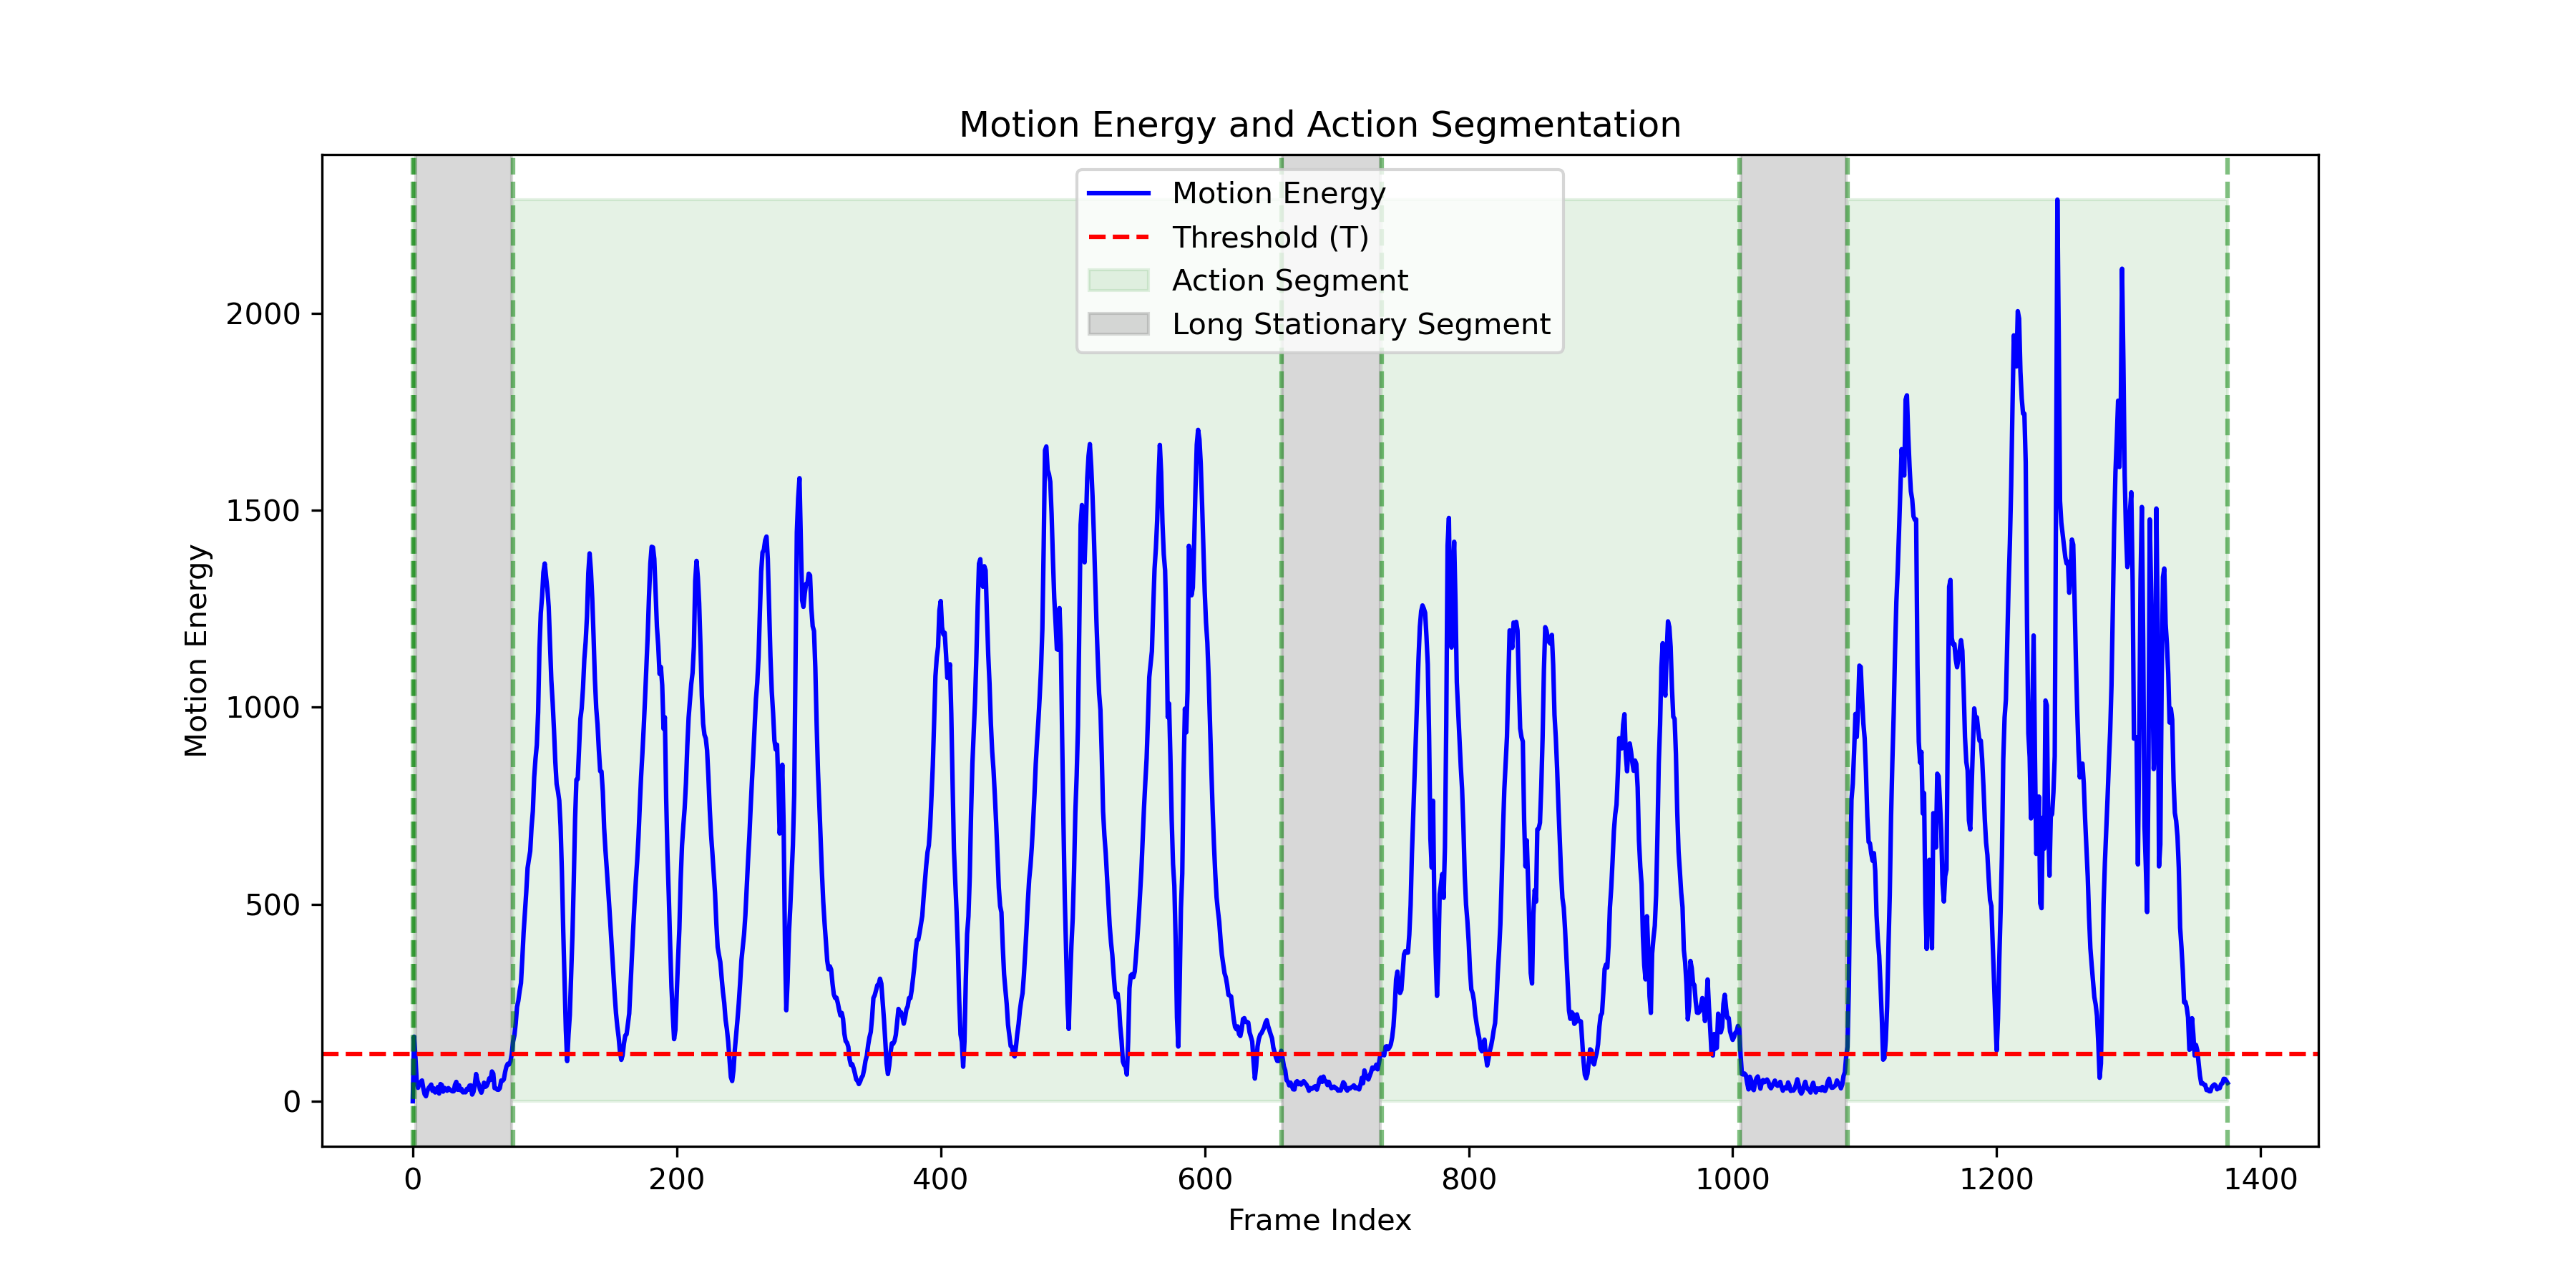 Motion Energy and Action Segmentation
Motion Energy
Threshold (T)
Action Segment
Long Stationary Segment
Motion Energy
2000
1500
1000
500
0
0 200 400 600 800 1000 1200 1400
Frame Index